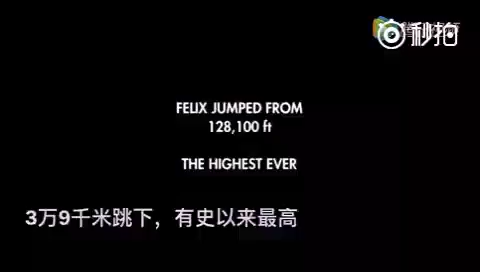 秒拍
FELIX JUMPED FROM
128,100 ft
THE HIGHEST EVER
3万9千米跳下，有史以来最高